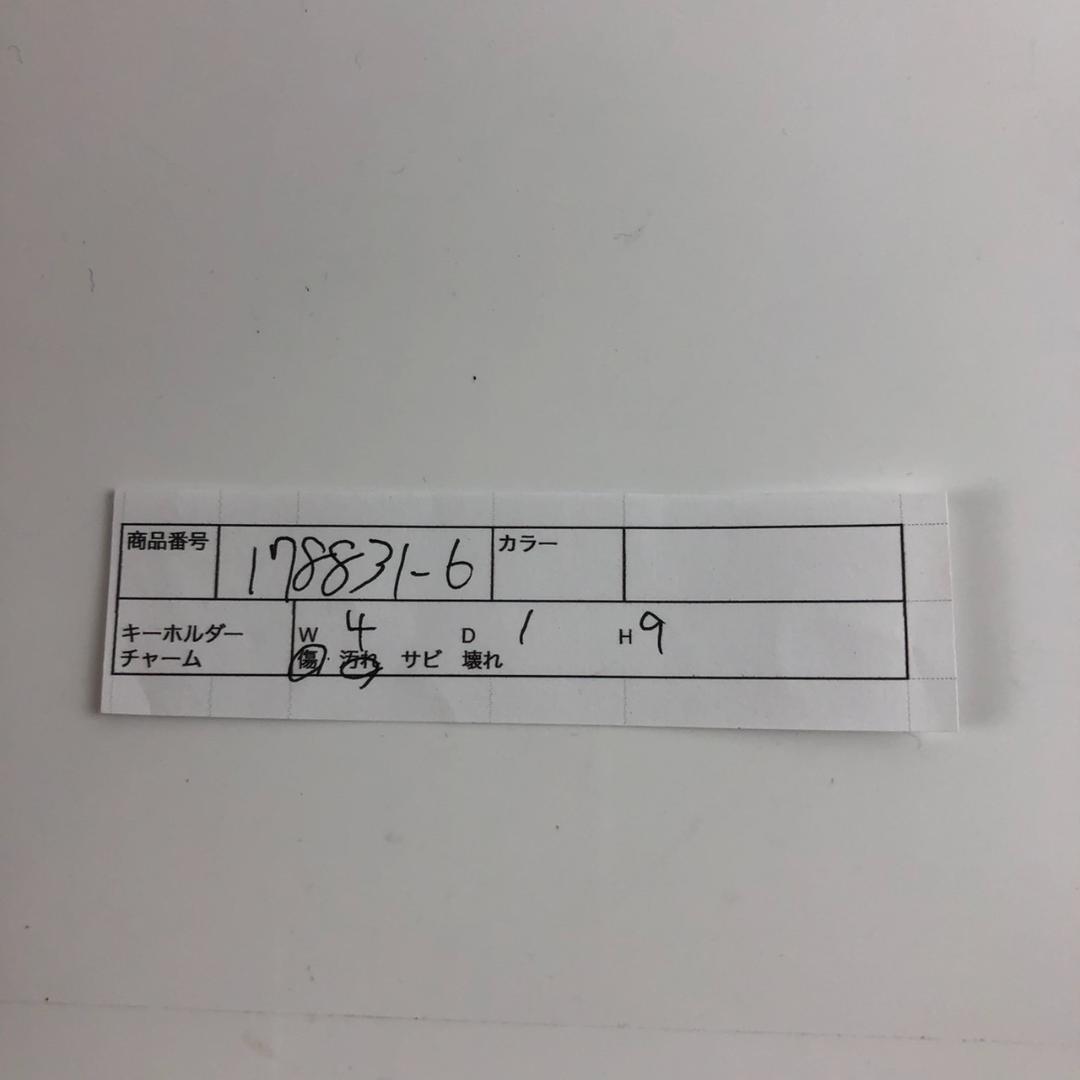 商品番号 178831-6 カラー
キーホルダー W 4 D 1 H 9
チャーム 傷 汚れ サビ 壊れ